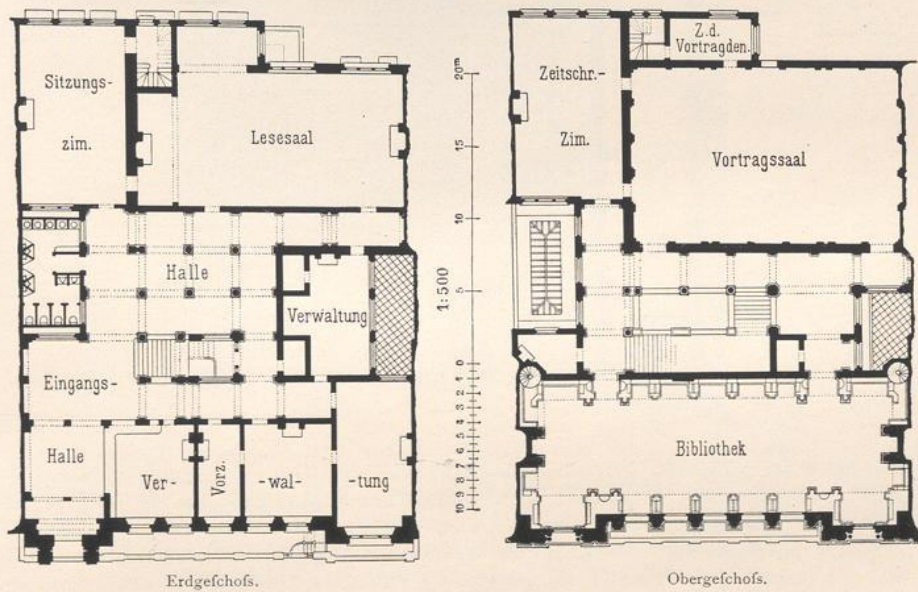 Sitzungs-
zim.
Lesesaal
Halle
Verwaltung
Eingangs-
Halle
Ver-
Vorz.
-wal-
-tung
Erdgeſchoſs.
20m
15
10
5
0
1
2
3
4
5
6
7
8
9
10
1:500
Z.d.
Vortragden.
Zeitschr.-
Zim.
Vortragssaal
Bibliothek
Obergeſchoſs.